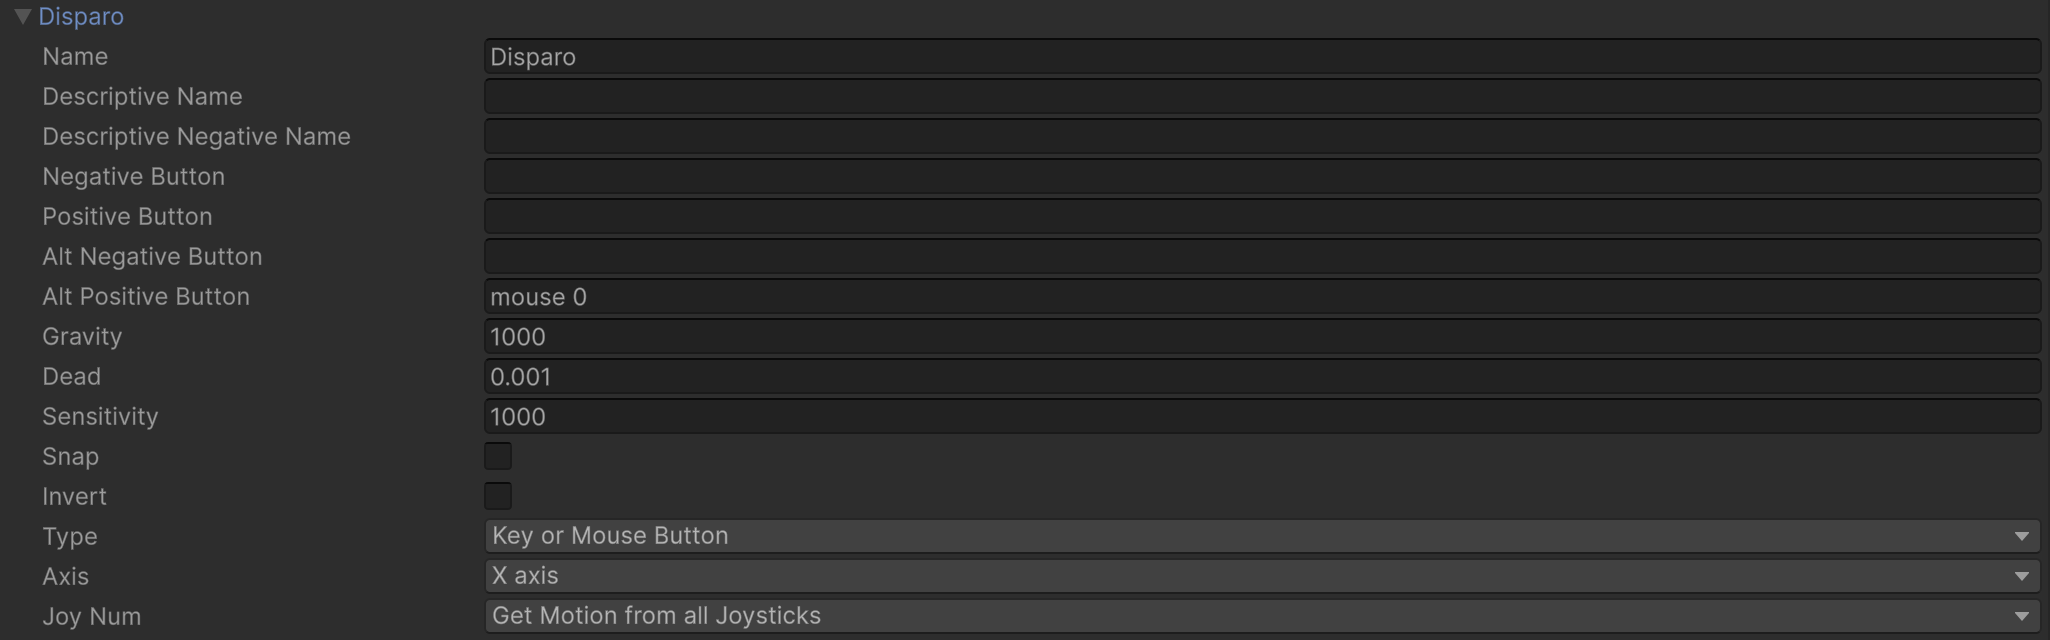 Disparo
Name Disparo
Descriptive Name
Descriptive Negative Name
Negative Button
Positive Button
Alt Negative Button
Alt Positive Button mouse 0
Gravity 1000
Dead 0.001
Sensitivity 1000
Snap
Invert
Type Key or Mouse Button
Axis X axis
Joy Num Get Motion from all Joysticks